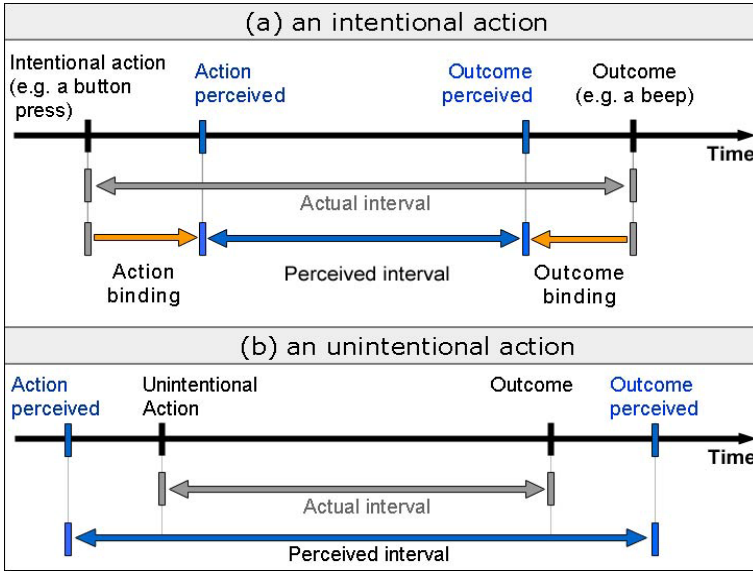 (a) an intentional action
Intentional action
(e.g. a button
press)
Action
perceived
Outcome
perceived
Outcome
(e.g. a beep)
Time
Actual interval
Action
binding
Perceived interval
Outcome
binding
(b) an unintentional action
Action
perceived
Unintentional
Action
Outcome
Outcome
perceived
Time
Actual interval
Perceived interval